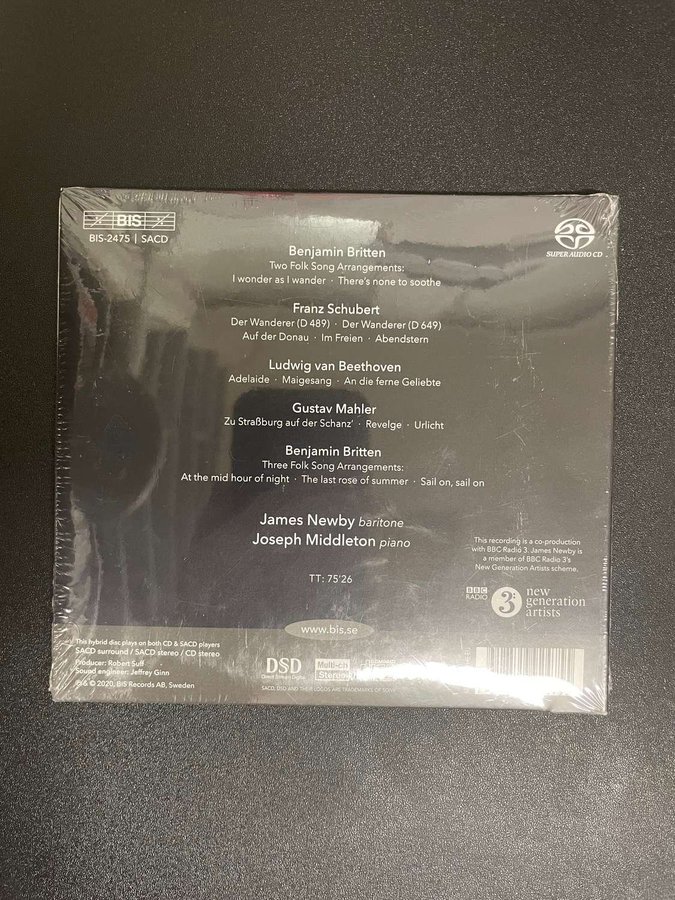 BIS
BIS-2475 | SACD
SUPER AUDIO CD
Benjamin Britten
Two Folk Song Arrangements:
I wonder as I wander · There's none to soothe
Franz Schubert
Der Wanderer (D 489) · Der Wanderer (D 649)
Auf der Donau · Im Freien · Abendstern
Ludwig van Beethoven
Adelaide · Maigesang · An die ferne Geliebte
Gustav Mahler
Zu Straßburg auf der Schanz' · Revelge · Urlicht
Benjamin Britten
Three Folk Song Arrangements:
At the mid hour of night · The last rose of summer · Sail on, sail on
James Newby baritone
Joseph Middleton piano
TT: 75'26
This recording is a co-production
with BBC Radio 3. James Newby is
a member of BBC Radio 3's
New Generation Artists scheme.
BBC
RADIO
3
new
generation
artists
www.bis.se
This hybrid disc plays on both CD & SACD players
SACD surround / SACD stereo / CD stereo
Producer: Robert Suff
Sound engineer: Jeffrey Ginn
℗ & © 2020, BIS Records AB, Sweden
DSD
Direct Stream Digital
Multi-ch
Stereo
SACD, DSD AND THEIR LOGOS ARE TRADEMARKS OF SONY